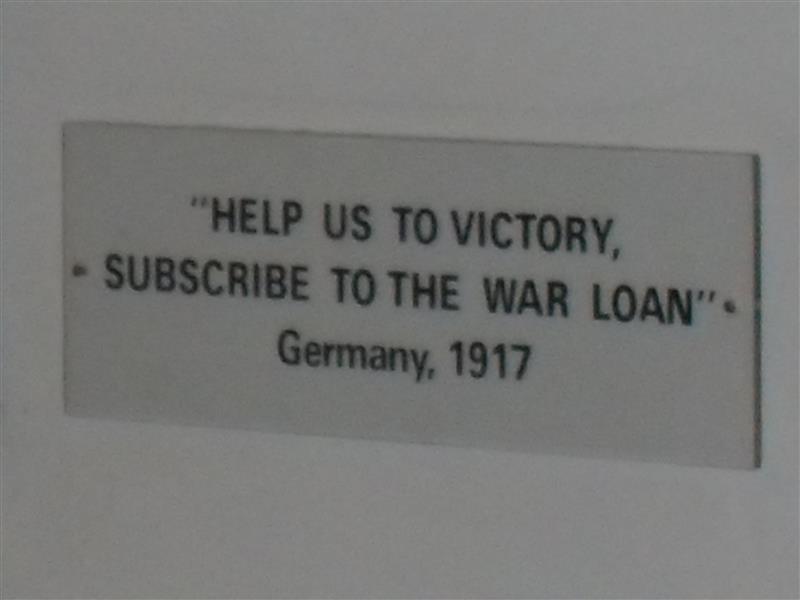 "HELP US TO VICTORY,
SUBSCRIBE TO THE WAR LOAN"
Germany, 1917